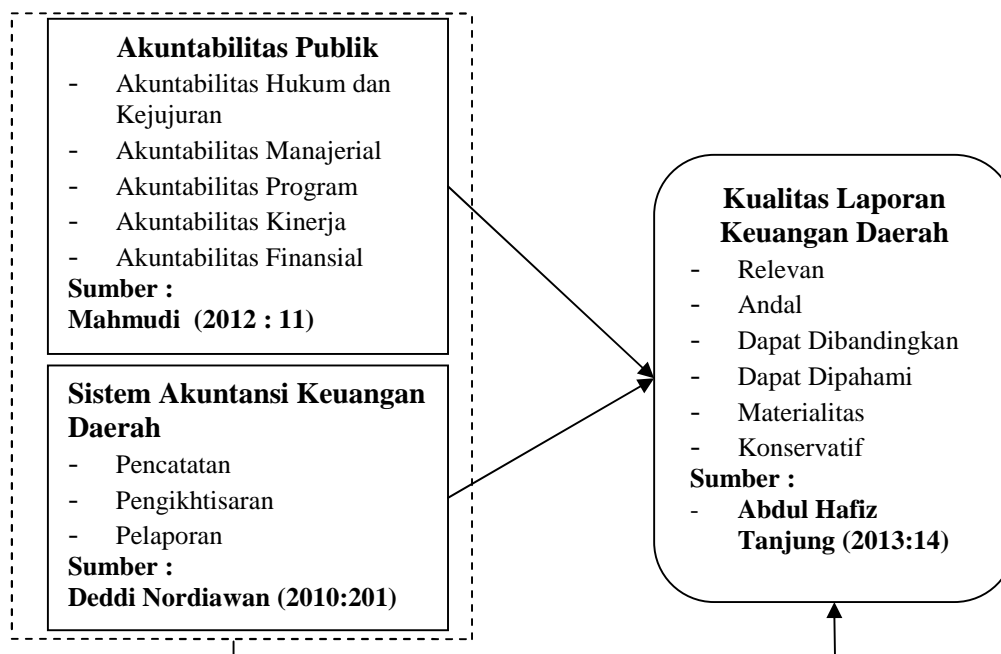 Akuntabilitas Publik
- Akuntabilitas Hukum dan
Kejujuran
- Akuntabilitas Manajerial
- Akuntabilitas Program
- Akuntabilitas Kinerja
- Akuntabilitas Finansial
Sumber :
Mahmudi (2012 : 11)
Sistem Akuntansi Keuangan
Daerah
- Pencatatan
- Pengikhtisaran
- Pelaporan
Sumber :
Deddi Nordiawan (2010:201)
Kualitas Laporan
Keuangan Daerah
- Relevan
- Andal
- Dapat Dibandingkan
- Dapat Dipahami
- Materialitas
- Konservatif
Sumber :
- Abdul Hafiz
Tanjung (2013:14)